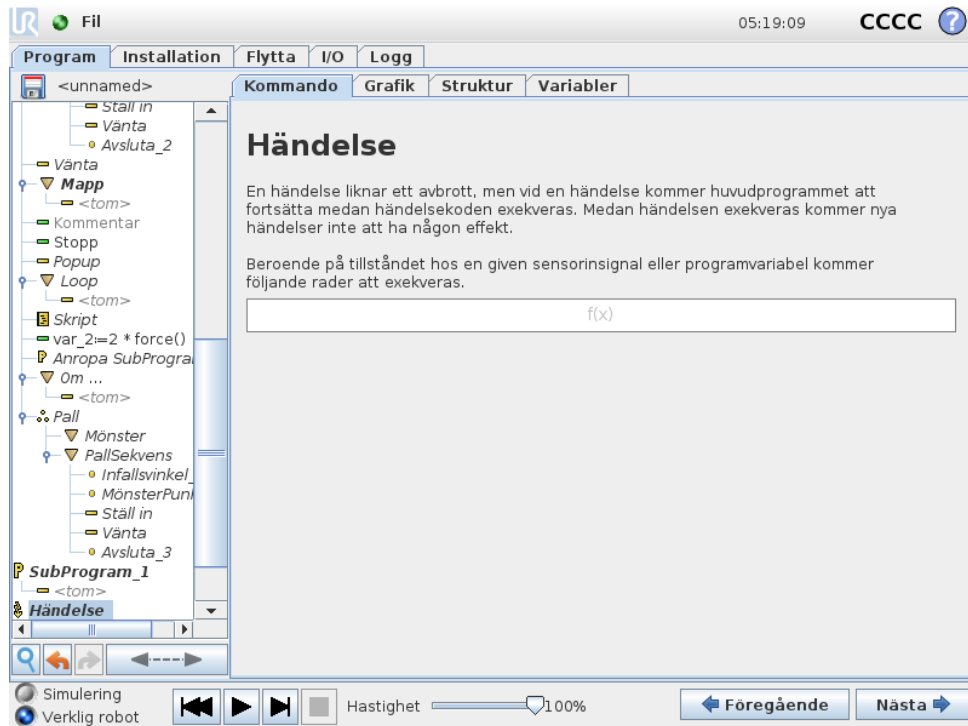 UR Fil 05:19:09 CCCC ?
Program Installation Flytta I/O Logg
<unnamed> Kommando Grafik Struktur Variabler
Ställ in
Vänta
Avsluta_2
Vänta
Mapp
<tom>
Kommentar
Stopp
Popup
Loop
<tom>
Skript
var_2:=2 * force()
Anropa SubProgra
Om ...
<tom>
Pall
Mönster
PallSekvens
Infallsvinkel_
MönsterPun
Ställ in
Vänta
Avsluta_3
SubProgram_1
<tom>
Händelse
Händelse
En händelse liknar ett avbrott, men vid en händelse kommer huvudprogrammet att
fortsätta medan händelsekoden exekveras. Medan händelsen exekveras kommer nya
händelser inte att ha någon effekt.
Beroende på tillståndet hos en given sensorinsignal eller programvariabel kommer
följande rader att exekveras.
f(x)
Simulering
Verklig robot
Hastighet 100%
Föregående Nästa